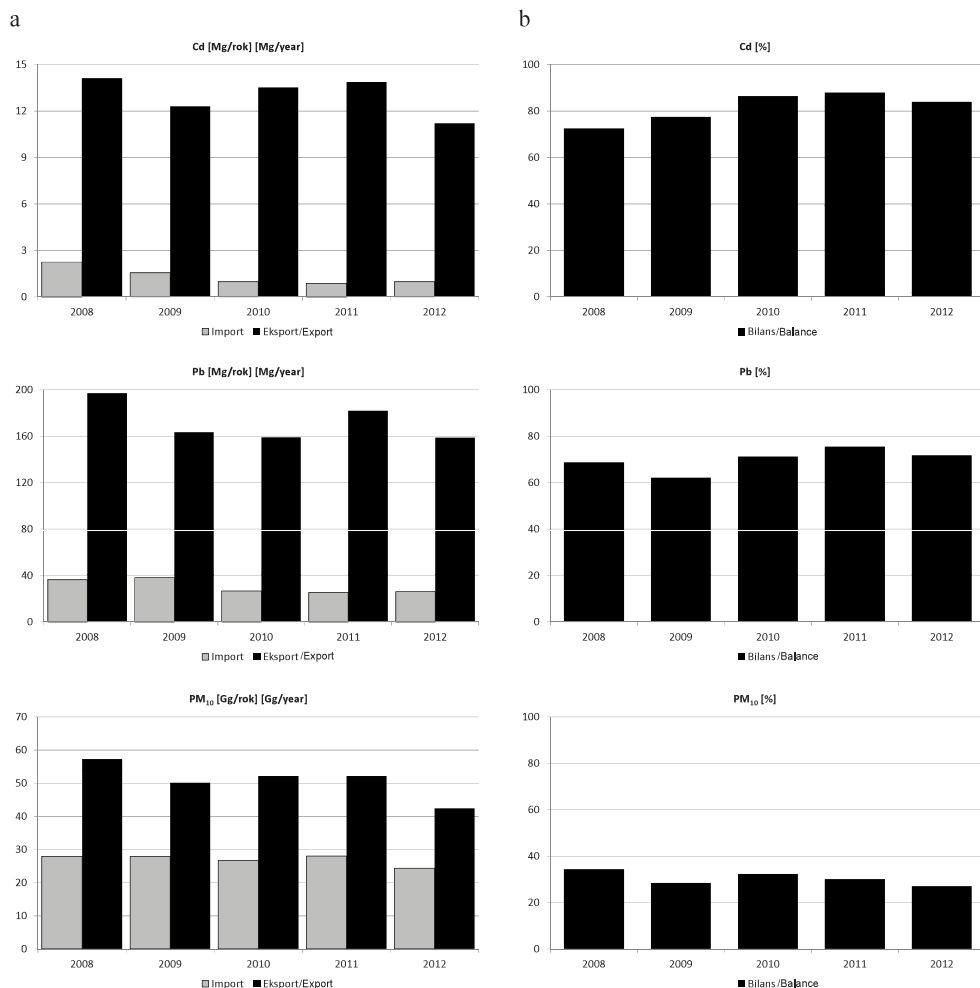 a
b
Cd [Mg/rok] [Mg/year]
15
12
9
6
3
0
2008 2009 2010 2011 2012
Import Eksport/Export
Cd [%]
100
80
60
40
20
0
2008 2009 2010 2011 2012
Bilans/Balance
Pb [Mg/rok] [Mg/year]
200
160
120
80
40
0
2008 2009 2010 2011 2012
Import Eksport/Export
Pb [%]
100
80
60
40
20
0
2008 2009 2010 2011 2012
Bilans/Balance
PM₁₀ [Gg/rok] [Gg/year]
70
60
50
40
30
20
10
0
2008 2009 2010 2011 2012
Import Eksport/Export
PM₁₀ [%]
100
80
60
40
20
0
2008 2009 2010 2011 2012
Bilans/Balance